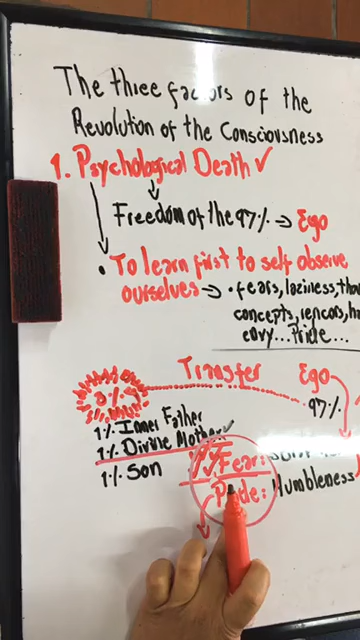 The three factors of the
Revolution of the Consciousness
1. Psychological Death ✓
Freedom of the 97% → Ego
• To learn first to self observe
ourselves → • fears, laziness,
concepts, rencors,
envy... Pride...
Transfer Ego
3% 97%
1% Inner Father
1% Divine Mother
1% Son
Fear:
Pride: Humbleness